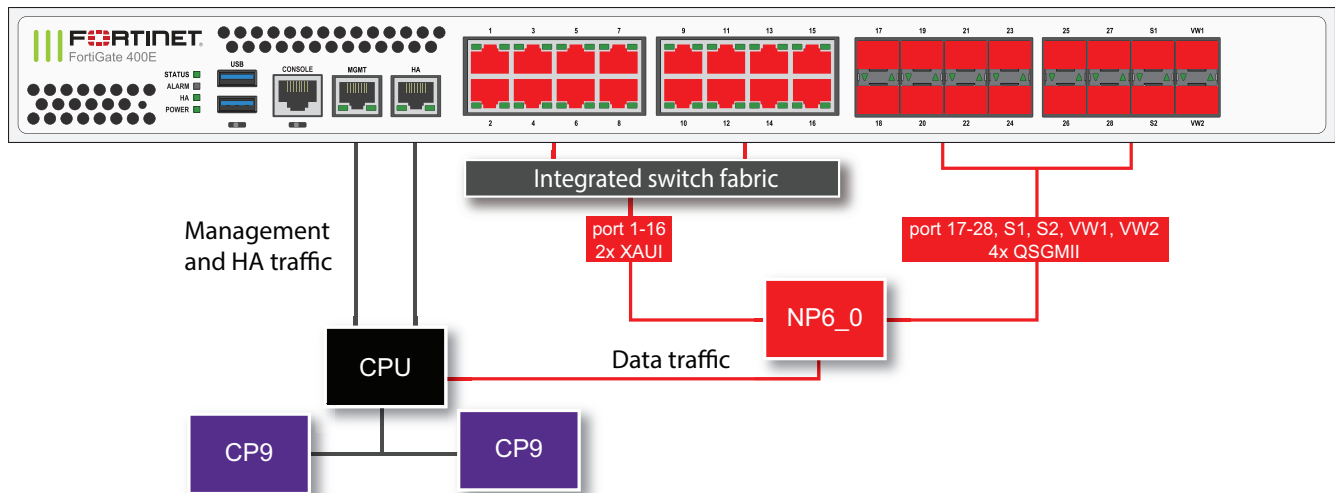 FORTINET
FortiGate 400E
STATUS
ALARM
HA
POWER
USB
CONSOLE
MGMT
HA
1 3 5 7
2 4 6 8
9 11 13 15
10 12 14 16
17 19 21 23
18 20 22 24
25 27 S1 VW1
26 28 S2 VW2
Integrated switch fabric
Management
and HA traffic
port 1-16
2x XAUI
port 17-28, S1, S2, VW1, VW2
4x QSGMII
NP6_0
CPU
Data traffic
CP9
CP9